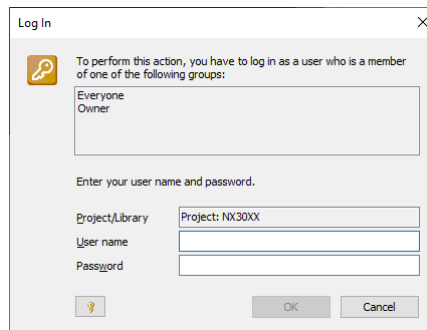 Log In
To perform this action, you have to log in as a user who is a member
of one of the following groups:
Everyone
Owner
Enter your user name and password.
Project/Library
Project: NX30XX
User name
Password
OK
Cancel